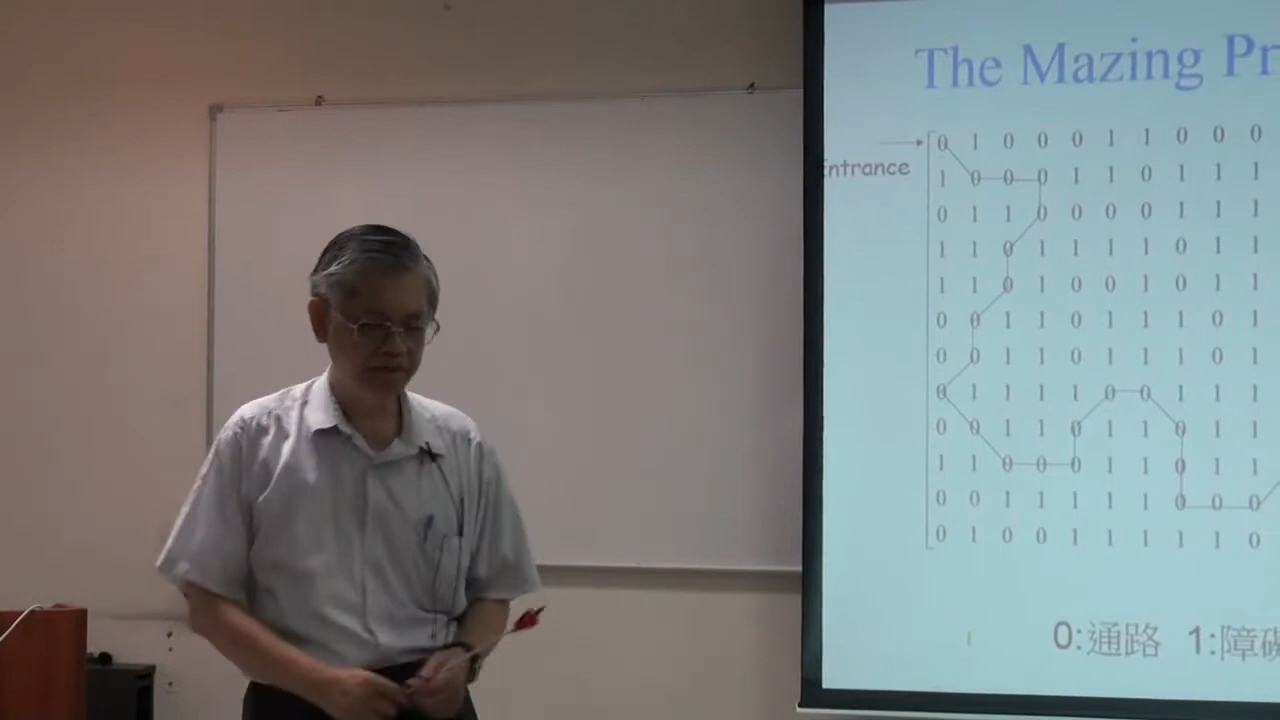 The Mazing Pr
0 1 0 0 0 1 1 0 0 0
Entrance
1 0 0 0 1 1 0 1 1 1
0 1 1 0 0 0 0 1 1 1
1 1 0 1 1 1 1 0 1 1
1 1 0 1 0 0 1 0 1 1
0 0 1 1 0 1 1 1 0 1
0 0 1 1 0 1 1 1 0 1
0 1 1 1 1 0 0 1 1 1
0 0 1 1 0 1 1 0 1 1
1 1 0 0 0 1 1 0 1 1
0 0 1 1 1 1 1 0 0 0
0 1 0 0 1 1 1 1 1 0
0:通路 1:障礙